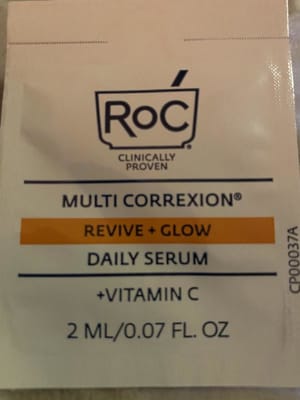 RoC
CLINICALLY
PROVEN
MULTI CORREXION®
REVIVE + GLOW
DAILY SERUM
+VITAMIN C
2 ML/0.07 FL. OZ
CP00037A